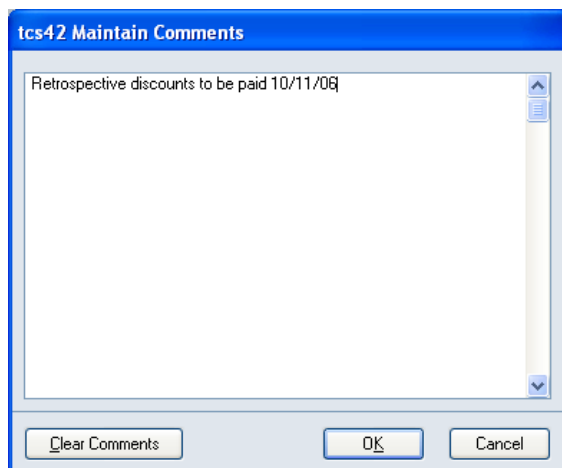 tcs42 Maintain Comments
Retrospective discounts to be paid 10/11/06
Clear Comments
OK
Cancel